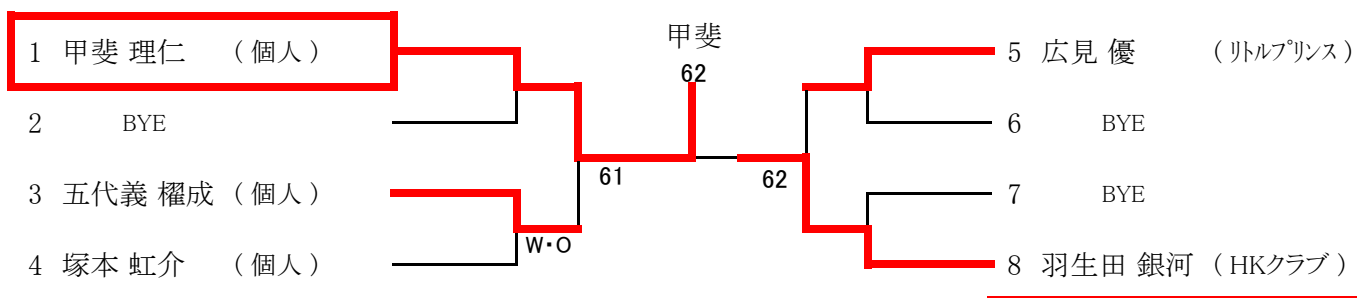 甲斐
62
1 甲斐 理仁 (個人)
2 BYE
3 五代義 櫂成 (個人)
4 塚本 虹介 (個人)
61
W・O
62
5 広見 優 (リトルプリンス)
6 BYE
7 BYE
8 羽生田 銀河 (HKクラブ)